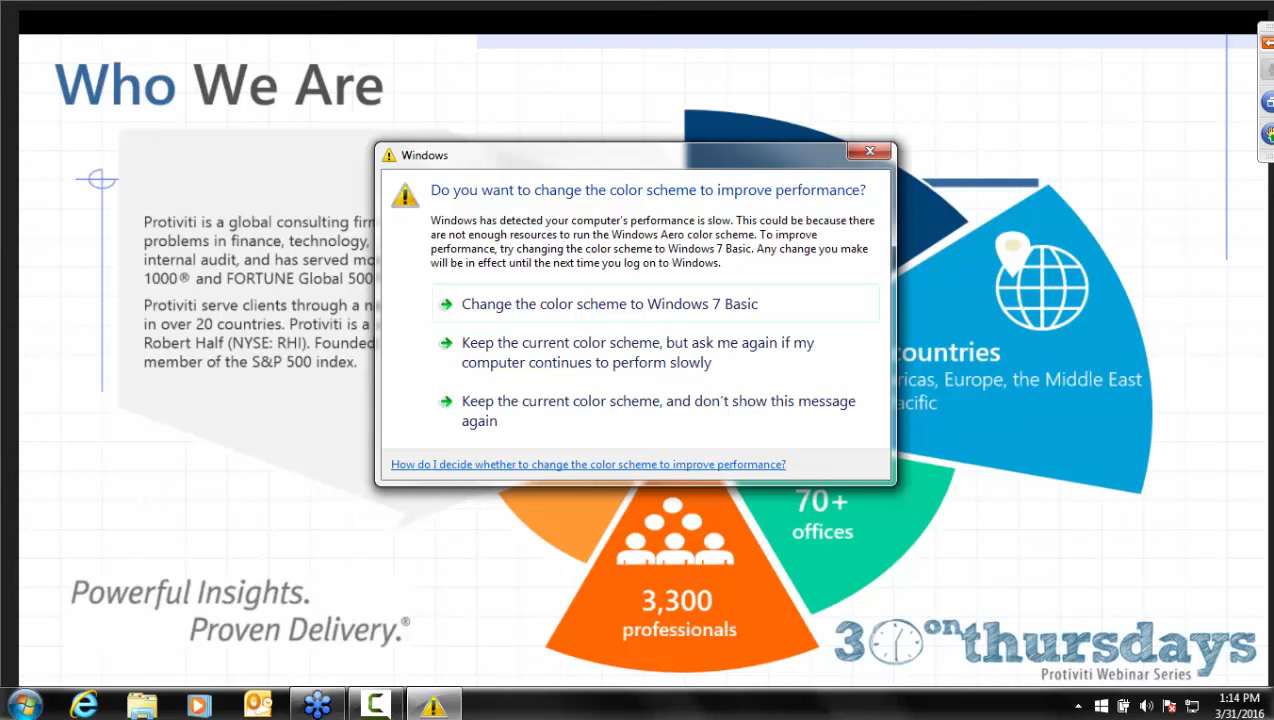 Who We Are
Protiviti is a global consulting firm
problems in finance, technology,
internal audit, and has served mo
1000® and FORTUNE Global 500
Protiviti serve clients through a n
in over 20 countries. Protiviti is a
Robert Half (NYSE: RHI). Founded
member of the S&P 500 index.
Windows
Do you want to change the color scheme to improve performance?
Windows has detected your computer's performance is slow. This could be because there
are not enough resources to run the Windows Aero color scheme. To improve
performance, try changing the color scheme to Windows 7 Basic. Any change you make
will be in effect until the next time you log on to Windows.
Change the color scheme to Windows 7 Basic
Keep the current color scheme, but ask me again if my
computer continues to perform slowly
Keep the current color scheme, and don't show this message
again
How do I decide whether to change the color scheme to improve performance?
countries
ricas, Europe, the Middle East
acific
70+
offices
3,300
professionals
Powerful Insights.
Proven Delivery.®
30 on thursdays
Protiviti Webinar Series
1:14 PM
3/31/2016